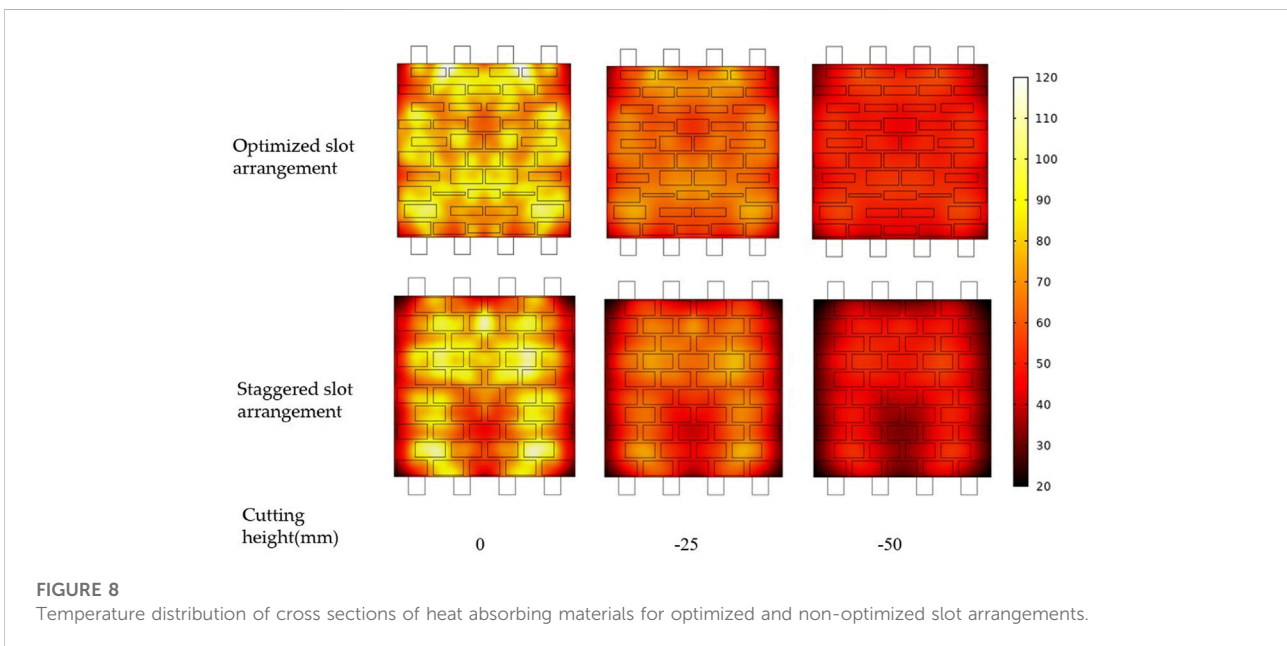 Optimized slot
arrangement
120
110
100
90
80
70
60
50
40
30
20
Staggered slot
arrangement
Cutting
height(mm)
0
-25
-50
FIGURE 8
Temperature distribution of cross sections of heat absorbing materials for optimized and non-optimized slot arrangements.